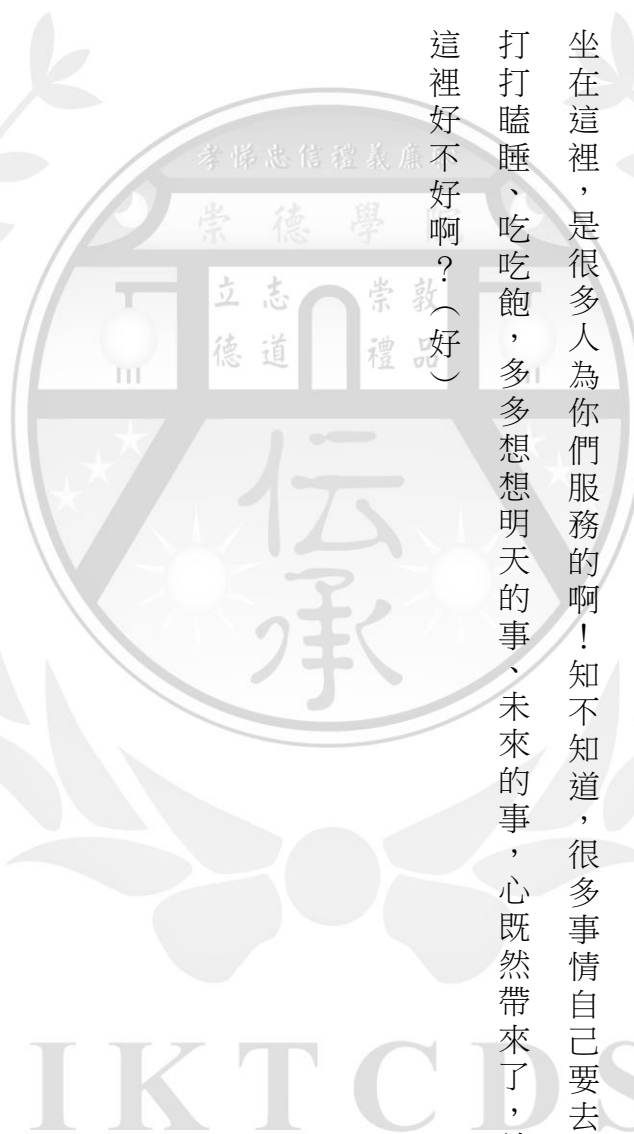 坐在這裡，是很多人為你們服務的啊！知不知道，很多事情自己要去
打打瞌睡、吃吃飽，多多想想明天的事、未來的事，心既然帶來了，
這裡好不好啊？（好）
孝悌忠信禮義廉
崇德學
立志 崇敦
德道 禮品
伝承
IKTCDS